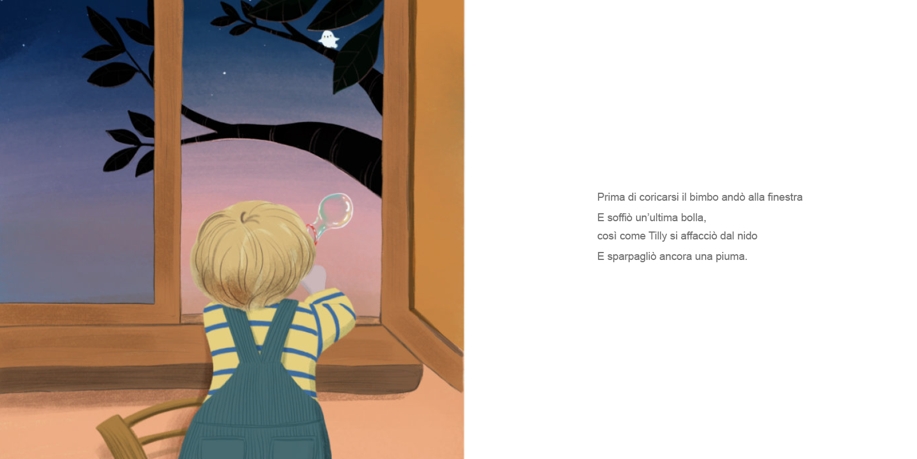 Prima di coricarsi il bimbo andò alla finestra
E soffiò un'ultima bolla,
così come Tilly si affacciò dal nido
E sparpagliò ancora una piuma.